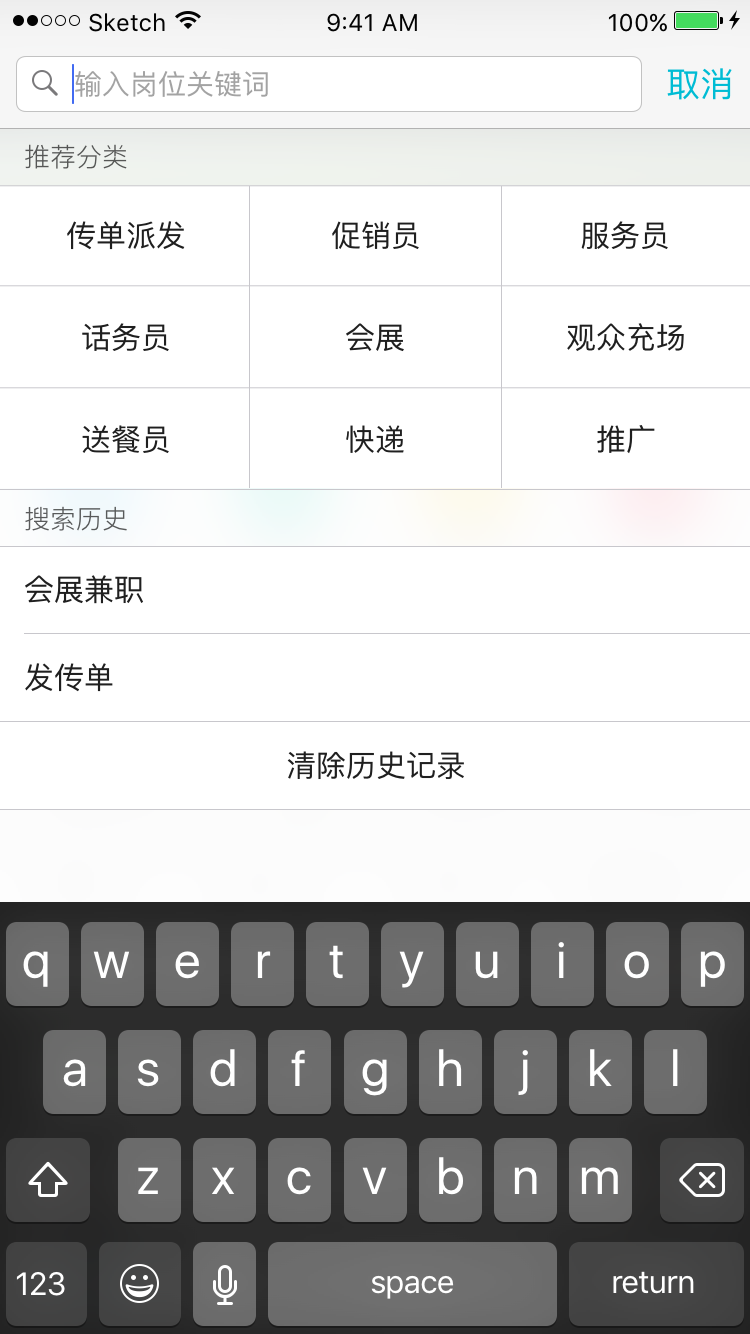 Sketch 9:41 AM 100%
输入岗位关键词 取消
推荐分类
传单派发 促销员 服务员
话务员 会展 观众充场
送餐员 快递 推广
搜索历史
会展兼职
发传单
清除历史记录
q w e r t y u i o p
a s d f g h j k l
z x c v b n m
123 space return